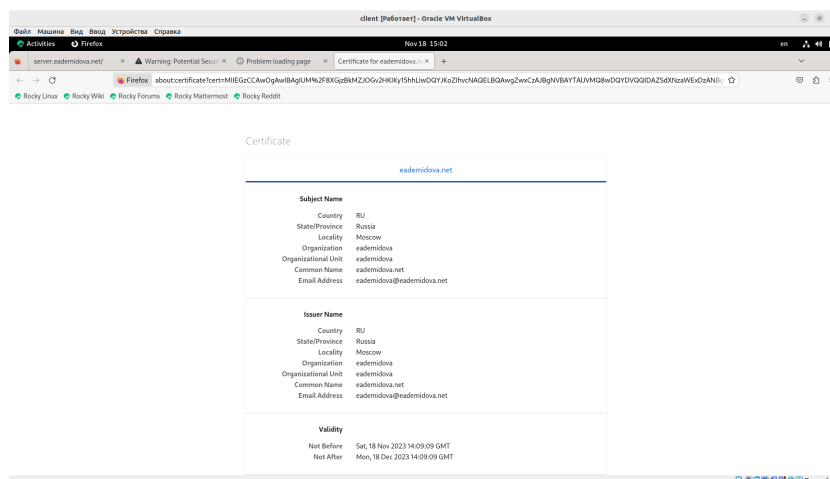 client [Работает] - Oracle VM VirtualBox
Файл Машина Вид Ввод Устройства Справка
Activities Firefox Nov 18 15:02 en
server.eademidova.net/ × Warning: Potential Securi × Problem loading page × Certificate for eademidova.ne × +
Firefox about:certificate?cert=
Rocky Linux Rocky Wiki Rocky Forums Rocky Mattermost Rocky Reddit
Certificate
eademidova.net
Subject Name
Country RU
State/Province Russia
Locality Moscow
Organization eademidova
Organizational Unit eademidova
Common Name eademidova.net
Email Address eademidova@eademidova.net
Issuer Name
Country RU
State/Province Russia
Locality Moscow
Organization eademidova
Organizational Unit eademidova
Common Name eademidova.net
Email Address eademidova@eademidova.net
Validity
Not Before Sat, 18 Nov 2023 14:09:09 GMT
Not After Mon, 18 Dec 2023 14:09:09 GMT